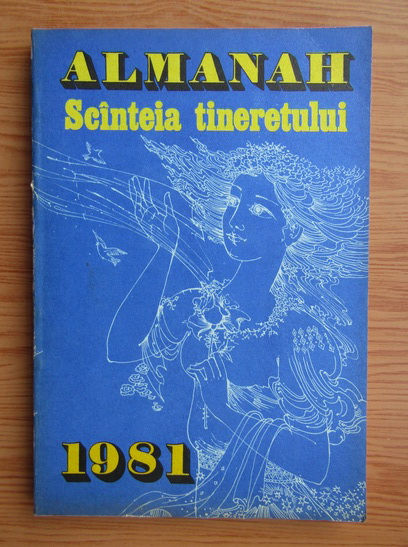 ALMANAH
Scînteia tineretului
1981